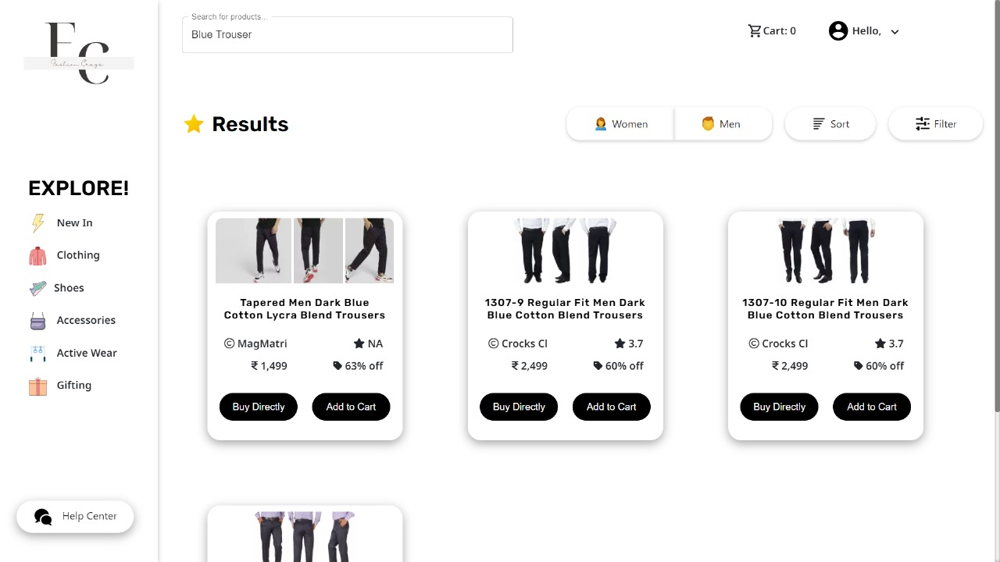 FC
Fashion Craze
Search for products...
Blue Trouser
Cart: 0
Hello,
Results
Women
Men
Sort
Filter
EXPLORE!
New In
Clothing
Shoes
Accessories
Active Wear
Gifting
Help Center
Tapered Men Dark Blue
Cotton Lycra Blend Trousers
MagMatri
NA
₹ 1,499
63% off
Buy Directly
Add to Cart
1307-9 Regular Fit Men Dark
Blue Cotton Blend Trousers
Crocks Cl
3.7
₹ 2,499
60% off
Buy Directly
Add to Cart
1307-10 Regular Fit Men Dark
Blue Cotton Blend Trousers
Crocks Cl
3.7
₹ 2,499
60% off
Buy Directly
Add to Cart